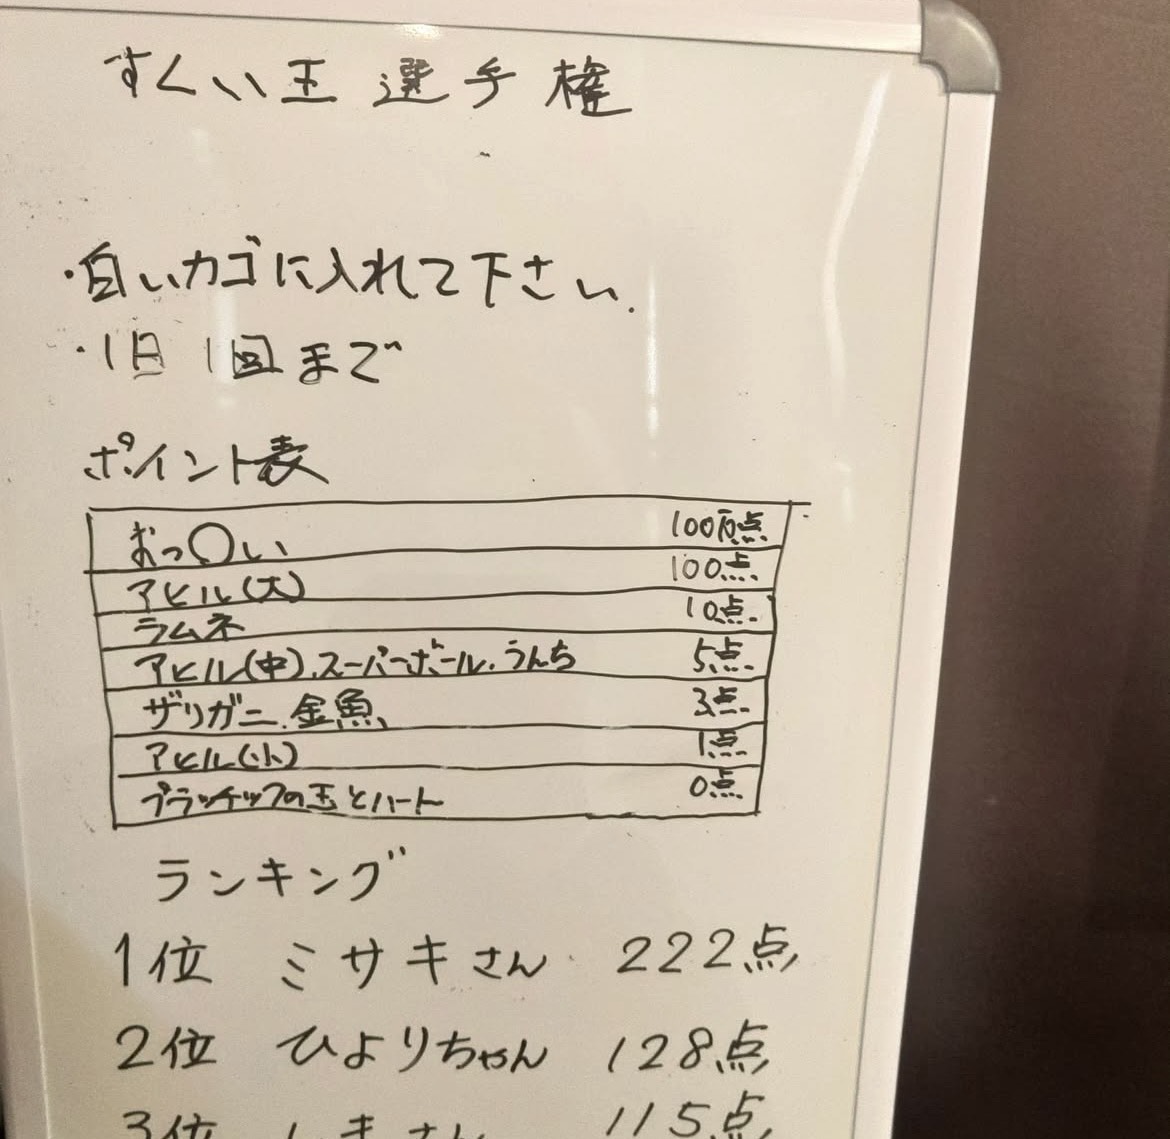 すくい王選手権
・白いカゴに入れて下さい.
・1日1回まで
ポイント表
おっ〇い 100万点
アヒル(大) 100点
ラムネ 10点
アヒル(中).スーパーボール.うんち 5点
ザリガニ.金魚 3点
アヒル(小) 1点
プラッチックの玉とハート 0点
ランキング
1位 ミサキさん 222点
2位 ひよりちゃん 128点
3位 115点